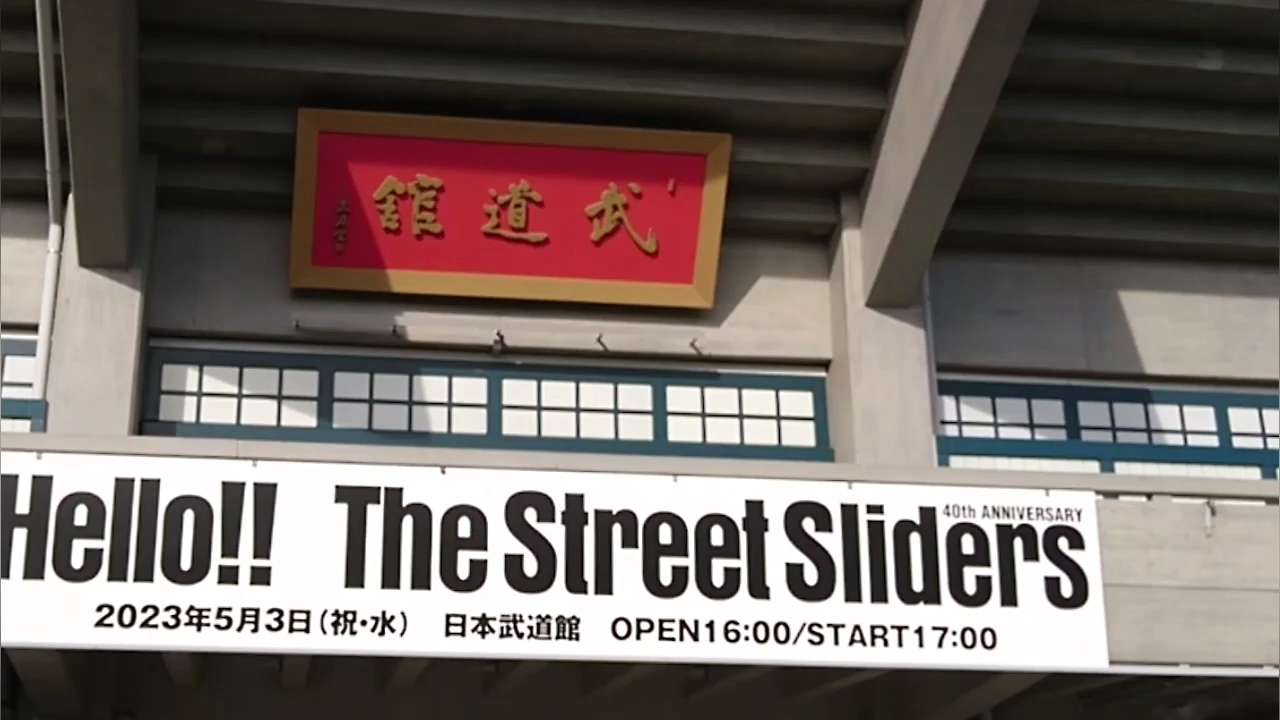 武道館
Hello!! The Street Sliders
40th ANNIVERSARY
2023年5月3日（祝・水） 日本武道館 OPEN16:00/START17:00